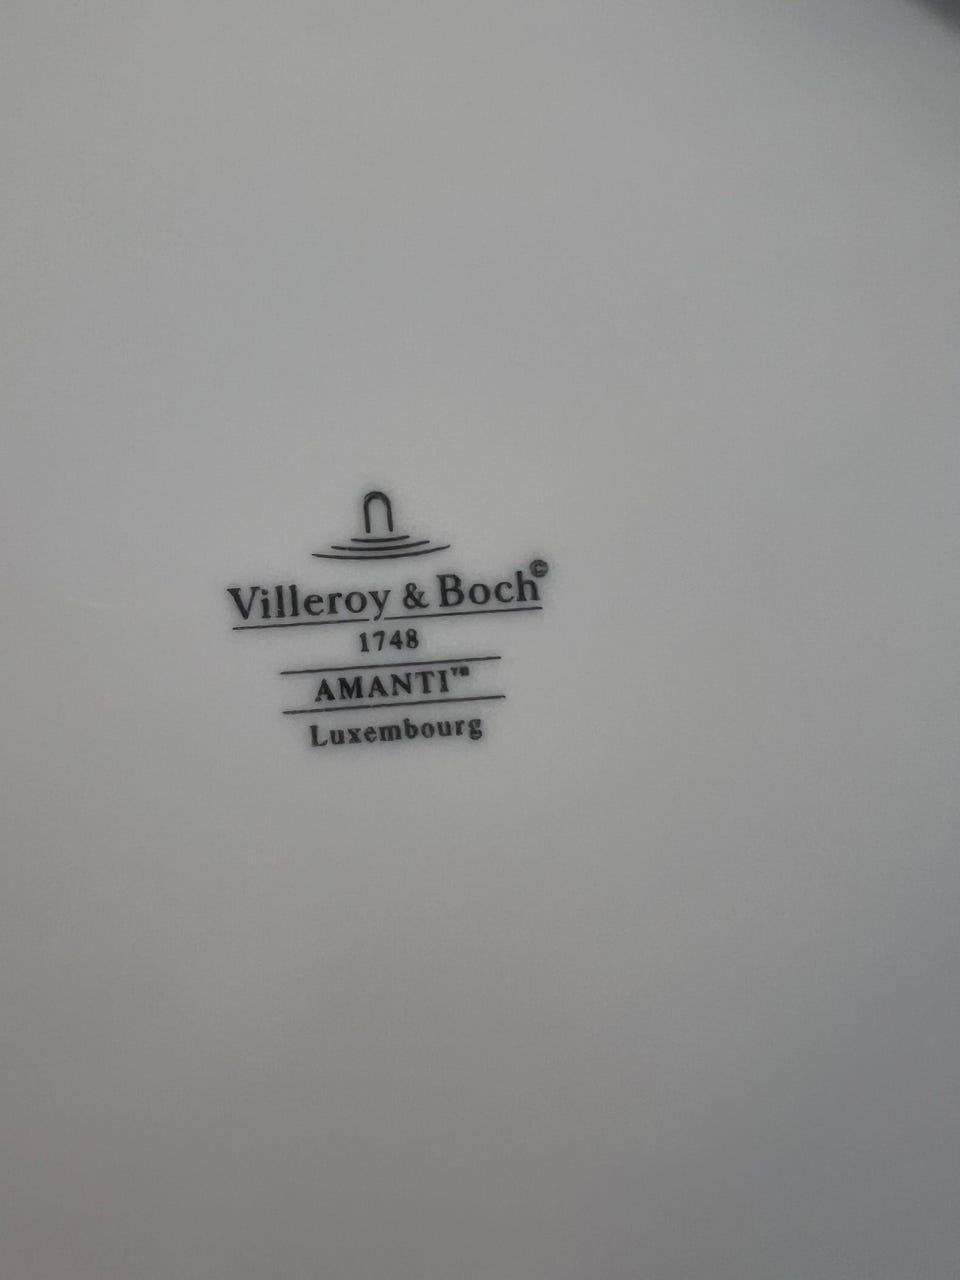 Villeroy & Boch©
1748
AMANTI™
Luxembourg